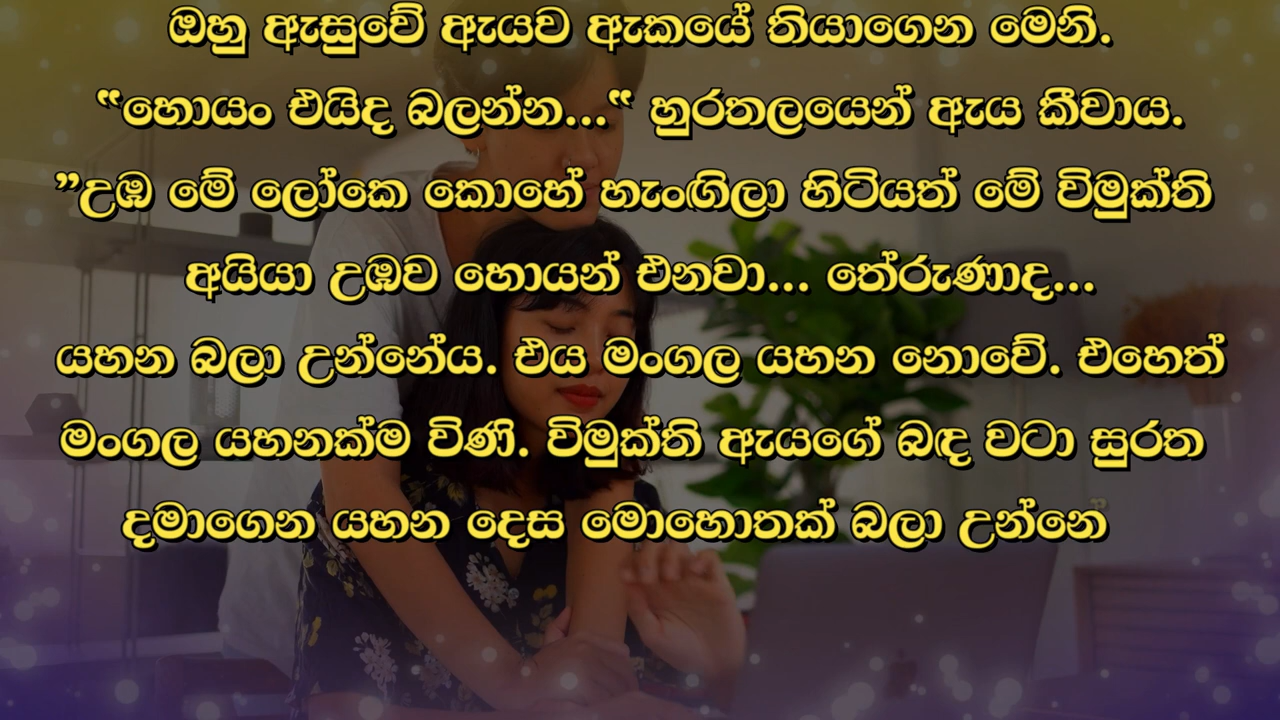 ඔහු ඇසුවේ ඇයව ඇකයේ තියාගෙන මෙනි.
“හොයං එයිද බලන්න...“ හුරතලයෙන් ඇය කීවාය.
”උඹ මේ ලෝකෙ කොහේ හැංඟිලා හිටියත් මේ විමුක්ති
අයියා උඹව හොයන් එනවා... තේරුණාද...
යහන බලා උන්නේය. එය මංගල යහන නොවේ. එහෙත්
මංගල යහනක්ම විණි. විමුක්ති ඇයගේ බඳ වටා සුරත
දමාගෙන යහන දෙස මොහොතක් බලා උන්නෙ